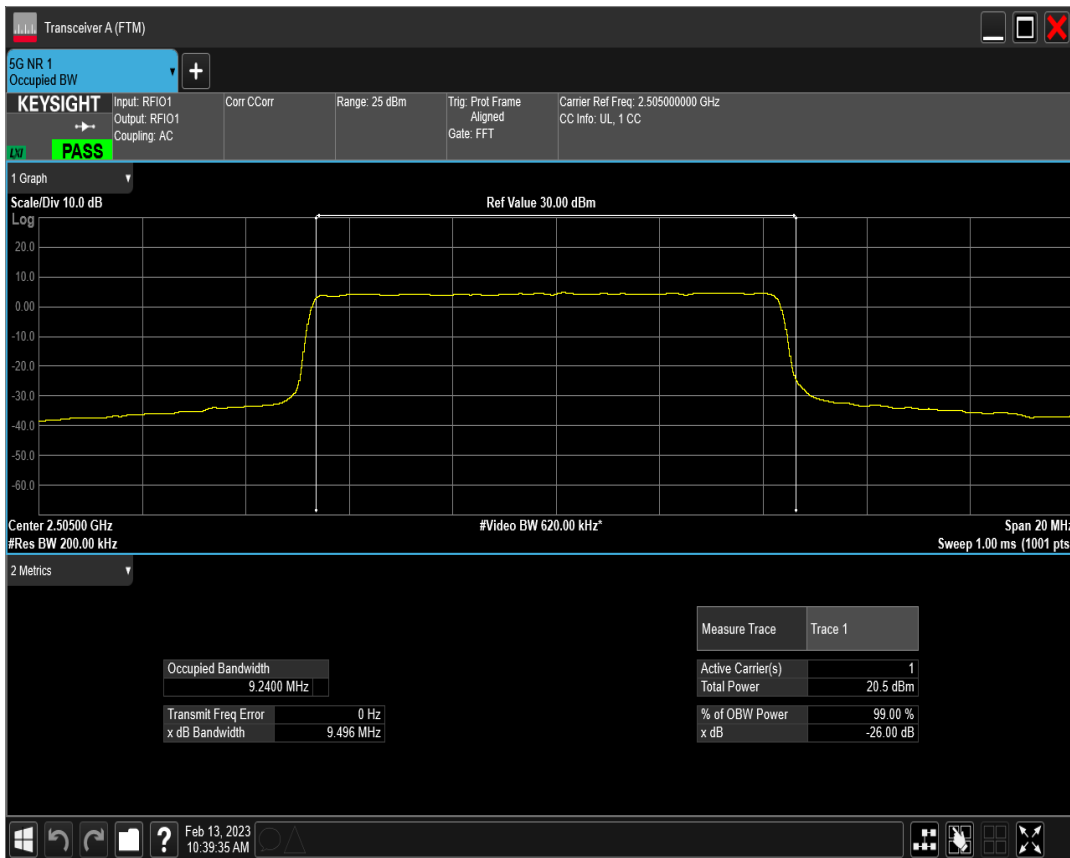 Transceiver A (FTM)
5G NR 1
Occupied BW
+
KEYSIGHT
LXI
PASS
Input: RFIO1
Output: RFIO1
Coupling: AC
Corr CCorr
Range: 25 dBm
Trig: Prot Frame
Aligned
Gate: FFT
Carrier Ref Freq: 2.505000000 GHz
CC Info: UL, 1 CC
1 Graph
Scale/Div 10.0 dB
Ref Value 30.00 dBm
Log
20.0
10.0
0.00
-10.0
-20.0
-30.0
-40.0
-50.0
-60.0
Center 2.50500 GHz
#Video BW 620.00 kHz*
Span 20 MHz
#Res BW 200.00 kHz
Sweep 1.00 ms (1001 pts
2 Metrics
Measure Trace Trace 1
Occupied Bandwidth
9.2400 MHz
Active Carrier(s) 1
Total Power 20.5 dBm
Transmit Freq Error 0 Hz
x dB Bandwidth 9.496 MHz
% of OBW Power 99.00 %
x dB -26.00 dB
?
Feb 13, 2023
10:39:35 AM